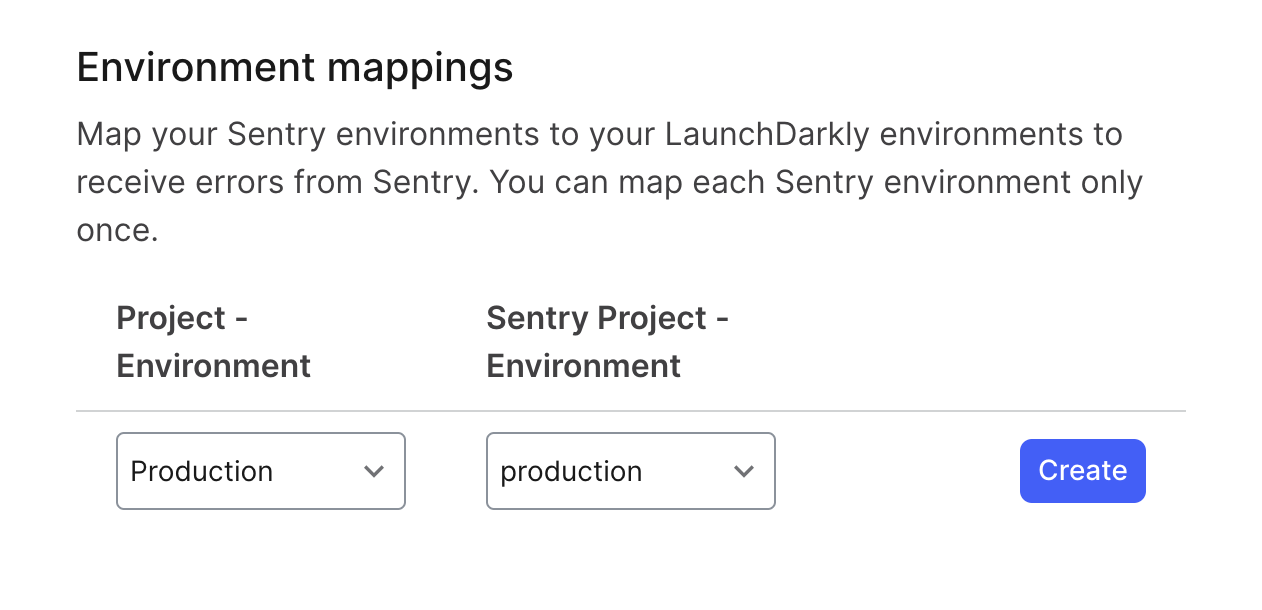 Environment mappings
Map your Sentry environments to your LaunchDarkly environments to
receive errors from Sentry. You can map each Sentry environment only
once.
Project -
Environment
Sentry Project -
Environment
Production
production
Create